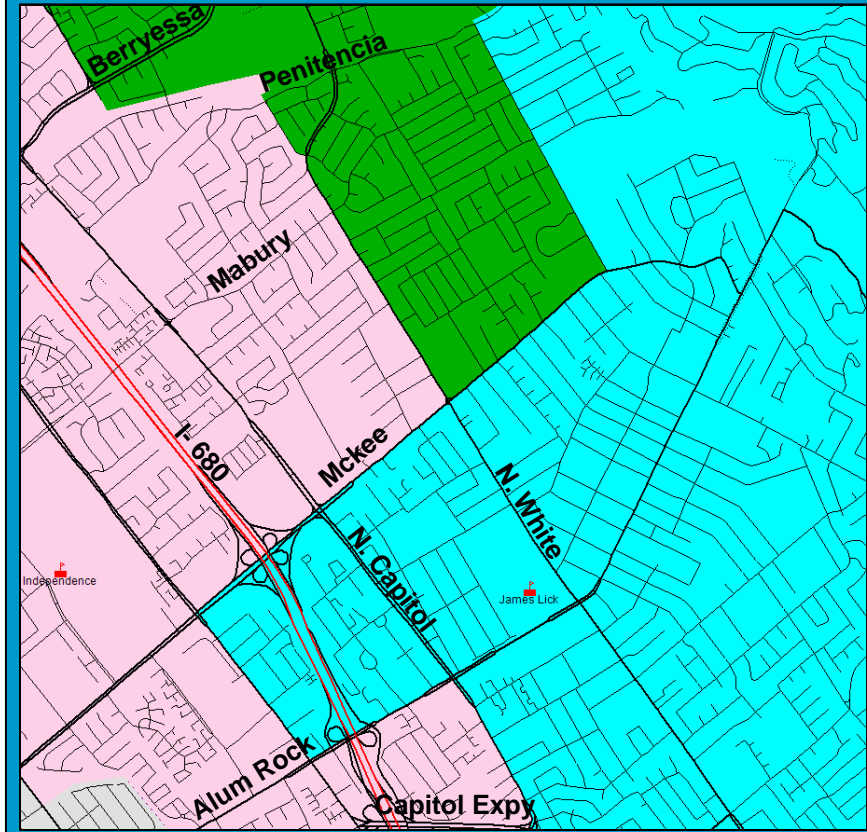 Berryessa
Penitencia
Mabury
I- 680
Mckee
N. White
N. Capitol
Independence
James Lick
Alum Rock
Capitol Expy